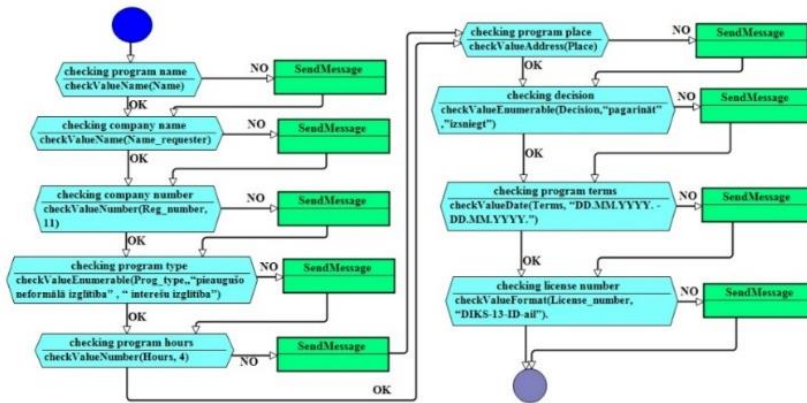 checking program name
checkValueName(Name)
NO
SendMessage
OK
checking company name
checkValueName(Name_requester)
NO
SendMessage
OK
checking company number
checkValueNumber(Reg_number,
11)
NO
SendMessage
OK
checking program type
checkValueEnumerable(Prog_type,„“pieaugušo
neformālā izglītība” , “ interešu izglītība”)
NO
SendMessage
OK
checking program hours
checkValueNumber(Hours, 4)
NO
SendMessage
OK
checking program place
checkValueAddress(Place)
NO
SendMessage
OK
checking decision
checkValueEnumerable(Decision,“pagarināt”
,”izsniegt”)
NO
SendMessage
OK
checking program terms
checkValueDate(Terms, “DD.MM.YYYY. -
DD.MM.YYYY.”)
NO
SendMessage
OK
checking license number
checkValueFormat(License_number,
“DIKS-13-ID-ail”).
NO
SendMessage
OK